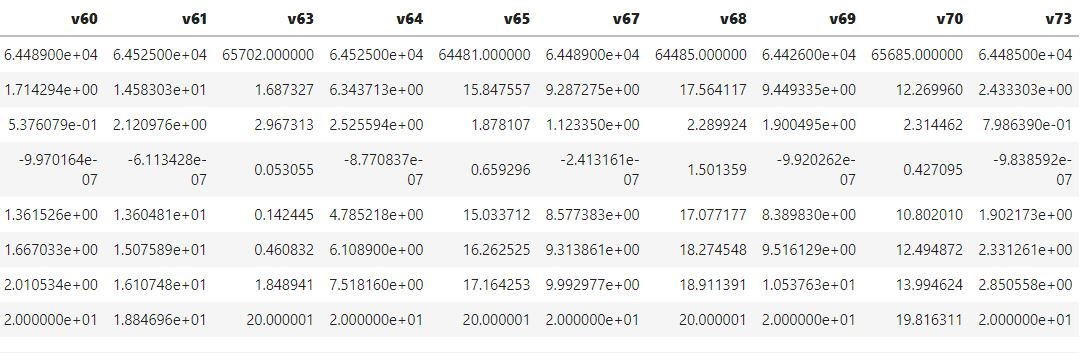 v60 v61 v63 v64 v65 v67 v68 v69 v70 v73
6.448900e+04 6.452500e+04 65702.000000 6.452500e+04 64481.000000 6.448900e+04 64485.000000 6.442600e+04 65685.000000 6.448500e+04
1.714294e+00 1.458303e+01 1.687327 6.343713e+00 15.847557 9.287275e+00 17.564117 9.449335e+00 12.269960 2.433303e+00
5.376079e-01 2.120976e+00 2.967313 2.525594e+00 1.878107 1.123350e+00 2.289924 1.900495e+00 2.314462 7.986390e-01
-9.970164e- -6.113428e- -8.770837e- -2.413161e- -9.920262e- -9.838592e-
0.053055 0.659296 1.501359 0.427095
07 07 07 07 07 07
1.361526e+00 1.360481e+01 0.142445 4.785218e+00 15.033712 8.577383e+00 17.077177 8.389830e+00 10.802010 1.902173e+00
1.667033e+00 1.507589e+01 0.460832 6.108900e+00 16.262525 9.313861e+00 18.274548 9.516129e+00 12.494872 2.331261e+00
2.010534e+00 1.610748e+01 1.848941 7.518160e+00 17.164253 9.992977e+00 18.911391 1.053763e+01 13.994624 2.850558e+00
2.000000e+01 1.884696e+01 20.000001 2.000000e+01 20.000001 2.000000e+01 20.000001 2.000000e+01 19.816311 2.000000e+01